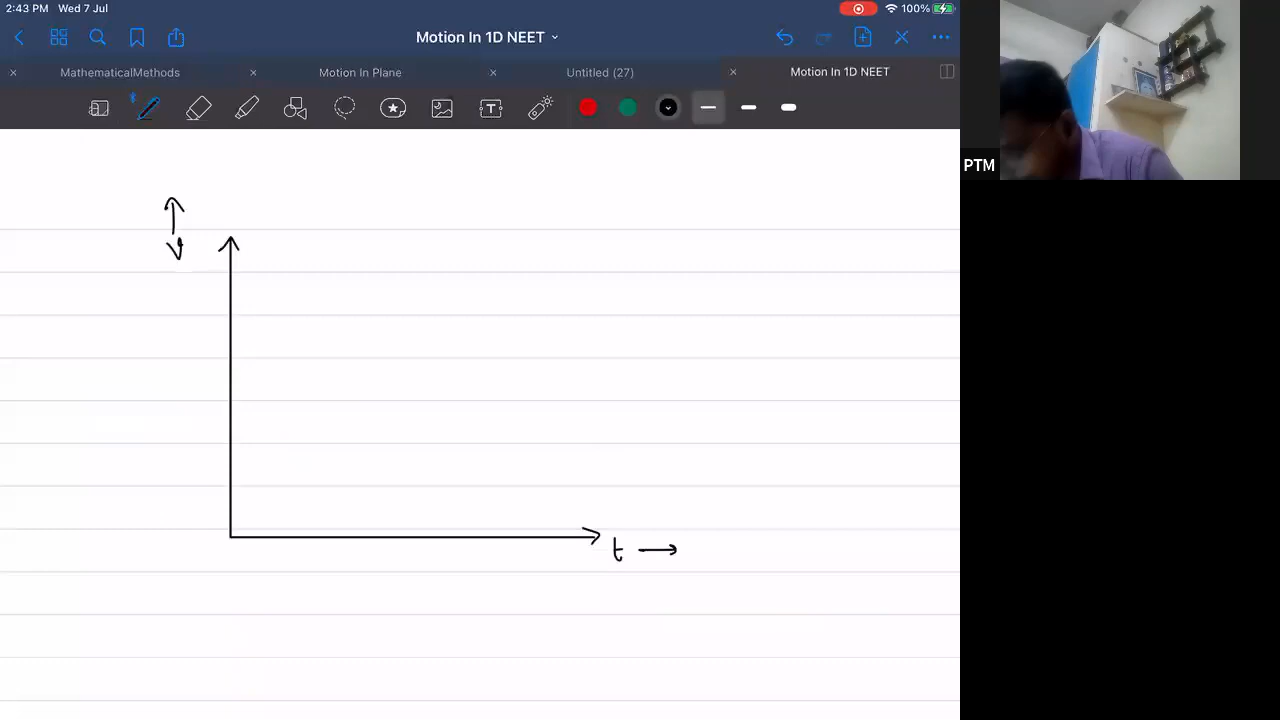 2:43 PM Wed 7 Jul
100%
Motion In 1D NEET
MathematicalMethods
Motion In Plane
Untitled (27)
Motion In 1D NEET
T
PTM
↑
v
t →